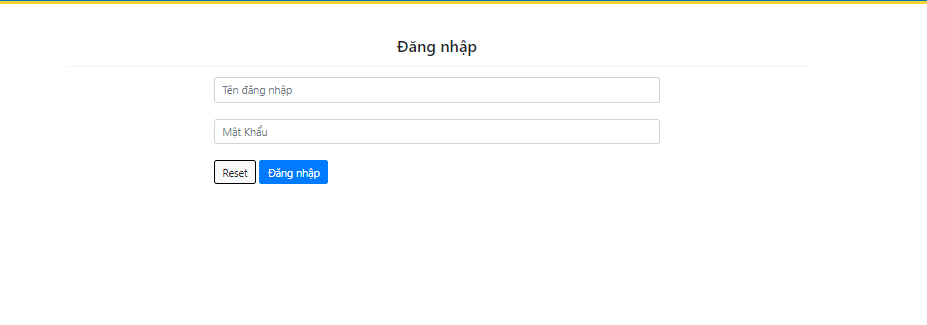 Đăng nhập
Tên đăng nhập
Mật Khẩu
Reset Đăng nhập